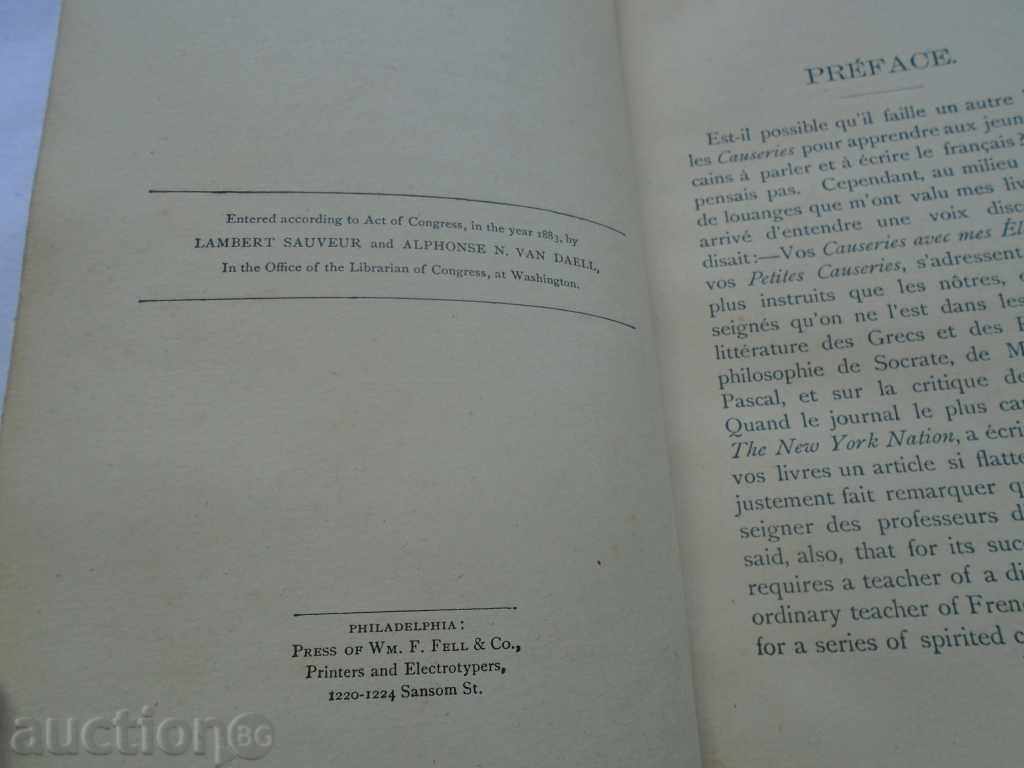 Entered according to Act of Congress, in the year 1883, by
LAMBERT SAUVEUR and ALPHONSE N. VAN DAELL,
In the Office of the Librarian of Congress, at Washington.
PHILADELPHIA:
PRESS OF WM. F. FELL & CO.,
Printers and Electrotypers,
1220-1224 Sansom St.
PRÉFACE.
Est-il possible qu'il faille un autre
les Causeries pour apprendre aux jeun
cains à parler et à écrire le français?
pensais pas. Cependant, au milieu
de louanges que m'ont valu mes liv
arrivé d'entendre une voix disc
disait:—Vos Causeries avec mes Él
vos Petites Causeries, s'adressent
plus instruits que les nôtres,
seignés qu'on ne l'est dans les
littérature des Grecs et des
philosophie de Socrate, de M
Pascal, et sur la critique de
Quand le journal le plus ca
The New York Nation, a écri
vos livres un article si flatte
justement fait remarquer q
seigner des professeurs d
said, also, that for its suc
requires a teacher of a di
ordinary teacher of Fren
for a series of spirited c
auction BG